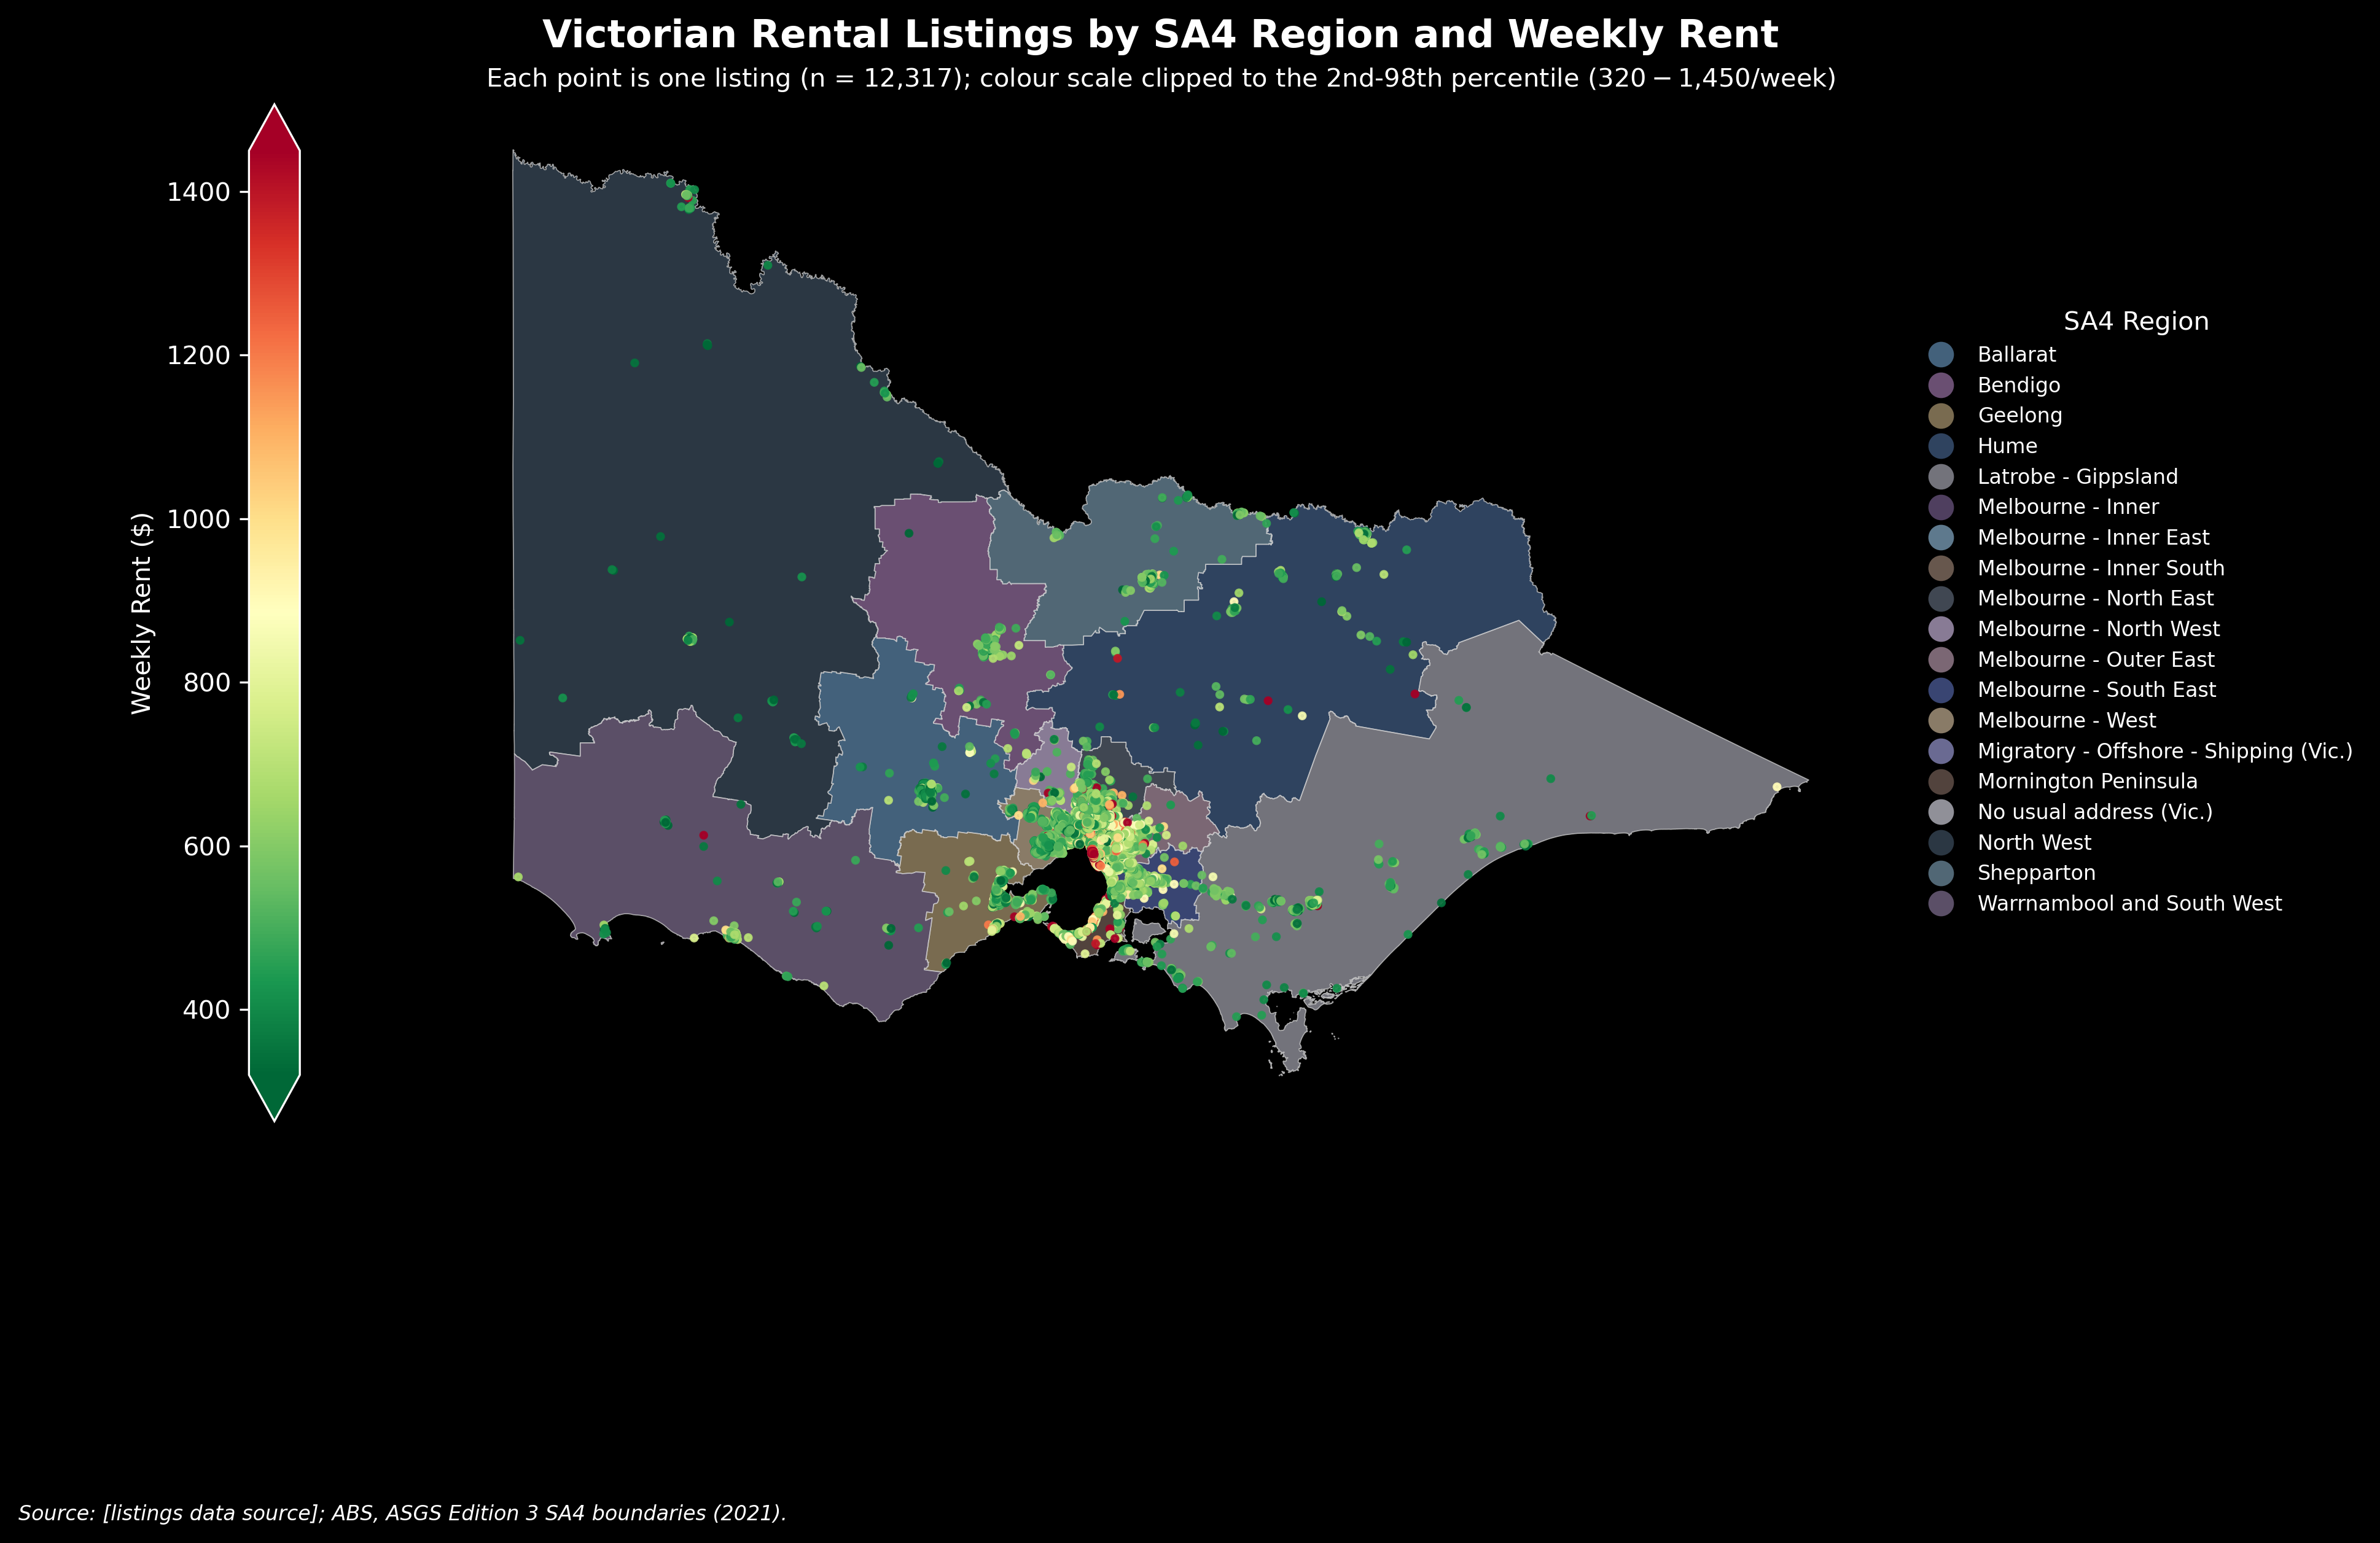 Victorian Rental Listings by SA4 Region and Weekly Rent
Each point is one listing (n = 12,317); colour scale clipped to the 2nd-98th percentile (320 − 1,450/week)
Weekly Rent ($)
1400
1200
1000
800
600
400
SA4 Region
Ballarat
Bendigo
Geelong
Hume
Latrobe - Gippsland
Melbourne - Inner
Melbourne - Inner East
Melbourne - Inner South
Melbourne - North East
Melbourne - North West
Melbourne - Outer East
Melbourne - South East
Melbourne - West
Migratory - Offshore - Shipping (Vic.)
Mornington Peninsula
No usual address (Vic.)
North West
Shepparton
Warrnambool and South West
Source: [listings data source]; ABS, ASGS Edition 3 SA4 boundaries (2021).